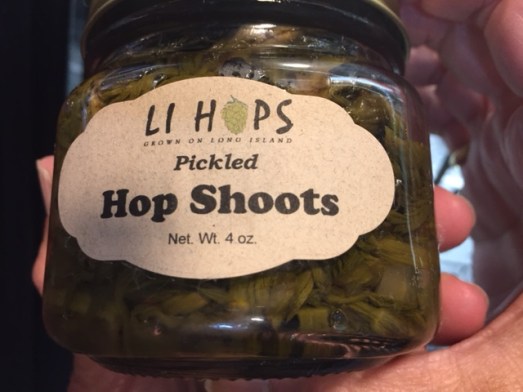 LI HOPS
GROWN ON LONG ISLAND
Pickled
Hop Shoots
Net. Wt. 4 oz.